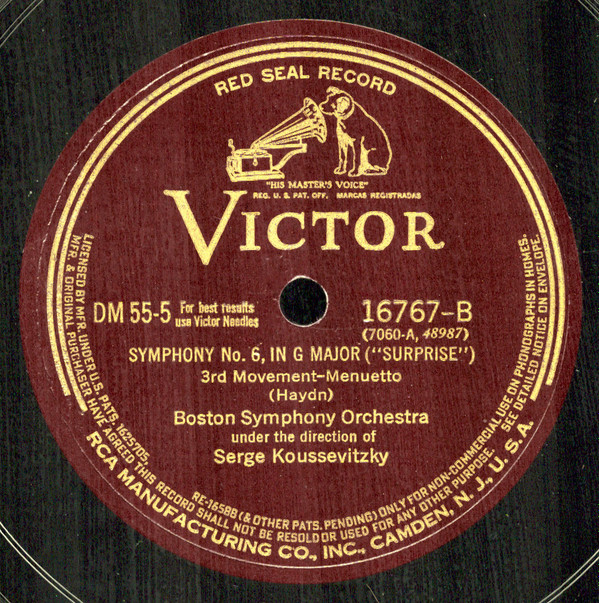 RED SEAL RECORD
"HIS MASTER'S VOICE"
REG. U. S. PAT. OFF. MARCAS REGISTRADAS
VICTOR
DM 55-5
For best results
use Victor Needles
16767-B
(7060-A, 48987)
SYMPHONY No. 6, IN G MAJOR ("SURPRISE")
3rd Movement-Menuetto
(Haydn)
Boston Symphony Orchestra
under the direction of
Serge Koussevitzky
LICENSED BY MFR. UNDER U.S. PATS. 1625705,
RE-16588 (& OTHER PATS. PENDING) ONLY FOR NON-COMMERCIAL USE ON PHONOGRAPHS IN HOMES.
MFR. & ORIGINAL PURCHASER HAVE AGREED THIS RECORD SHALL NOT BE RESOLD OR USED FOR ANY OTHER PURPOSE. SEE DETAILED NOTICE ON ENVELOPE.
RCA MANUFACTURING CO., INC., CAMDEN, N. J., U. S. A.